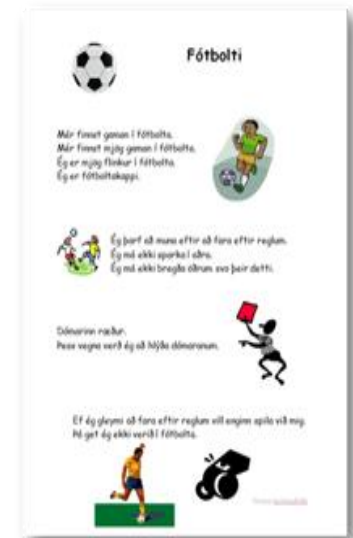 Fótbolti
Mér finnst gaman í fótbolta.
Mér finnst mjög gaman í fótbolta.
Ég er mjög flinkur í fótbolta.
Ég er fótboltakappi.
Ég þarf að muna eftir að fara eftir reglum.
Ég má ekki sparka í aðra.
Ég má ekki bregða öðrum svo þeir detti.
Dómarinn ræður.
Þess vegna verð ég að hlýða dómaranum.
Ef ég gleymi að fara eftir reglum vill enginn spila við mig.
Þá get ég ekki verið í fótbolta.